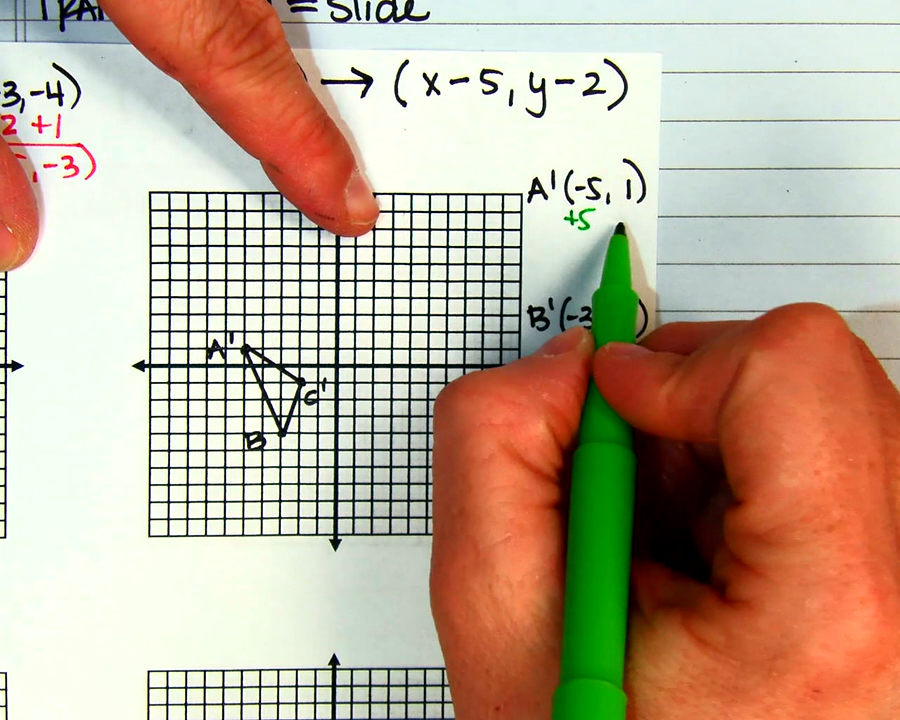 = Slide
→ (x-5, y-2)
3,-4)
2 +1
, -3)
A'(-5, 1)
+5
B'(-3
A'
C'
B